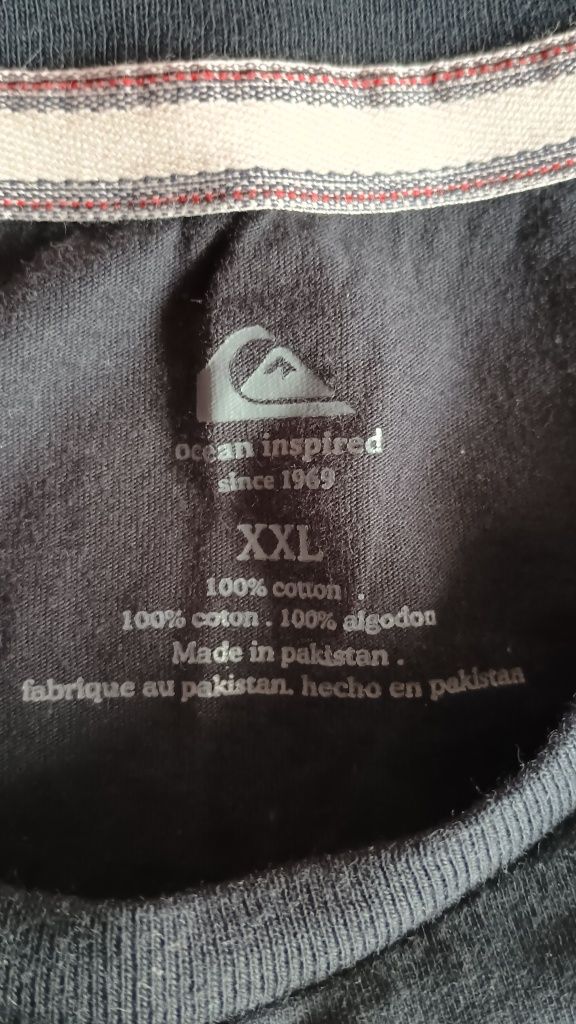 ocean inspired
since 1969
XXL
100% cotton .
100% coton . 100% algodon
Made in pakistan .
fabrique au pakistan. hecho en pakistan